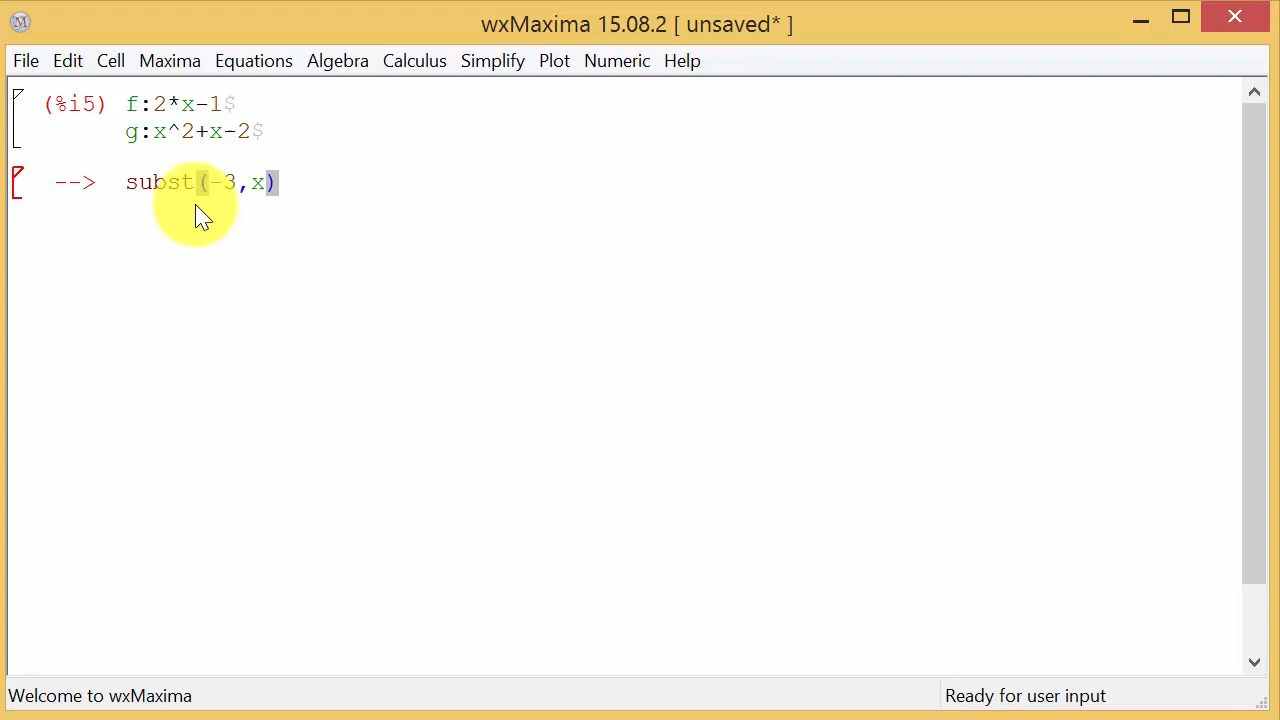 wxMaxima 15.08.2 [ unsaved* ]
File Edit Cell Maxima Equations Algebra Calculus Simplify Plot Numeric Help
(%i5) f:2*x-1$
g:x^2+x-2$
--> subst(-3,x)
Welcome to wxMaxima Ready for user input